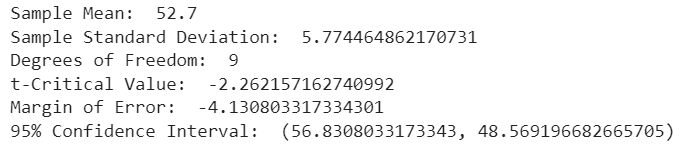 Sample Mean:  52.7
Sample Standard Deviation:  5.774464862170731
Degrees of Freedom:  9
t-Critical Value:  -2.262157162740992
Margin of Error:  -4.130803317334301
95% Confidence Interval:  (56.8308033173343, 48.569196682665705)